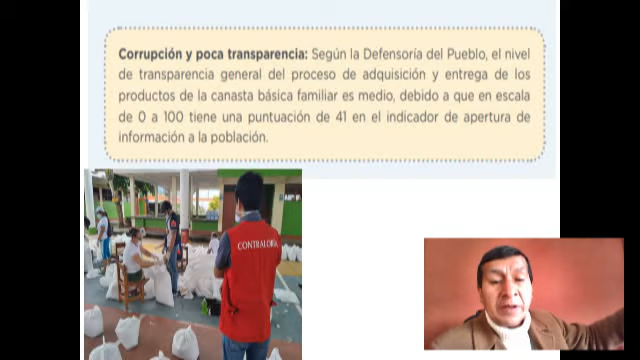 Corrupción y poca transparencia: Según la Defensoría del Pueblo, el nivel
de transparencia general del proceso de adquisición y entrega de los
productos de la canasta básica familiar es medio, debido a que en escala
de 0 a 100 tiene una puntuación de 41 en el indicador de apertura de
información a la población.
CONTRALORÍA